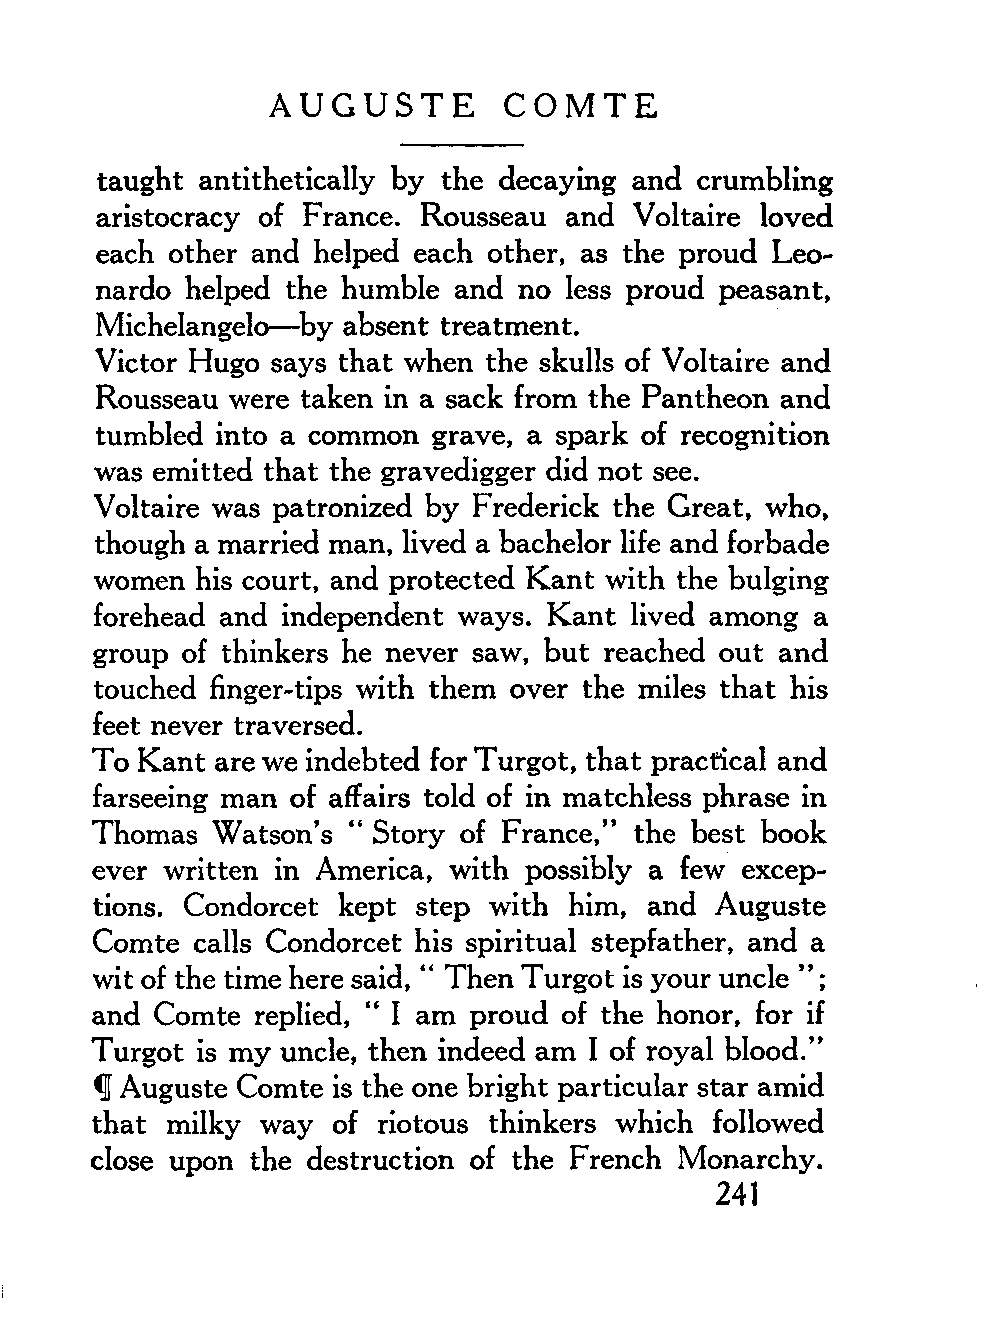 AUGUSTE COMTE
taught antithetically by the decaying and crumbling
aristocracy of France. Rousseau and Voltaire loved
each other and helped each other, as the proud Leo-
nardo helped the humble and no less proud peasant,
Michelangelo—by absent treatment.
Victor Hugo says that when the skulls of Voltaire and
Rousseau were taken in a sack from the Pantheon and
tumbled into a common grave, a spark of recognition
was emitted that the gravedigger did not see.
Voltaire was patronized by Frederick the Great, who,
though a married man, lived a bachelor life and forbade
women his court, and protected Kant with the bulging
forehead and independent ways. Kant lived among a
group of thinkers he never saw, but reached out and
touched finger-tips with them over the miles that his
feet never traversed.
To Kant are we indebted for Turgot, that practical and
farseeing man of affairs told of in matchless phrase in
Thomas Watson's “ Story of France,” the best book
ever written in America, with possibly a few excep-
tions. Condorcet kept step with him, and Auguste
Comte calls Condorcet his spiritual stepfather, and a
wit of the time here said, “ Then Turgot is your uncle ”;
and Comte replied, “ I am proud of the honor, for if
Turgot is my uncle, then indeed am I of royal blood.”
¶ Auguste Comte is the one bright particular star amid
that milky way of riotous thinkers which followed
close upon the destruction of the French Monarchy.
241